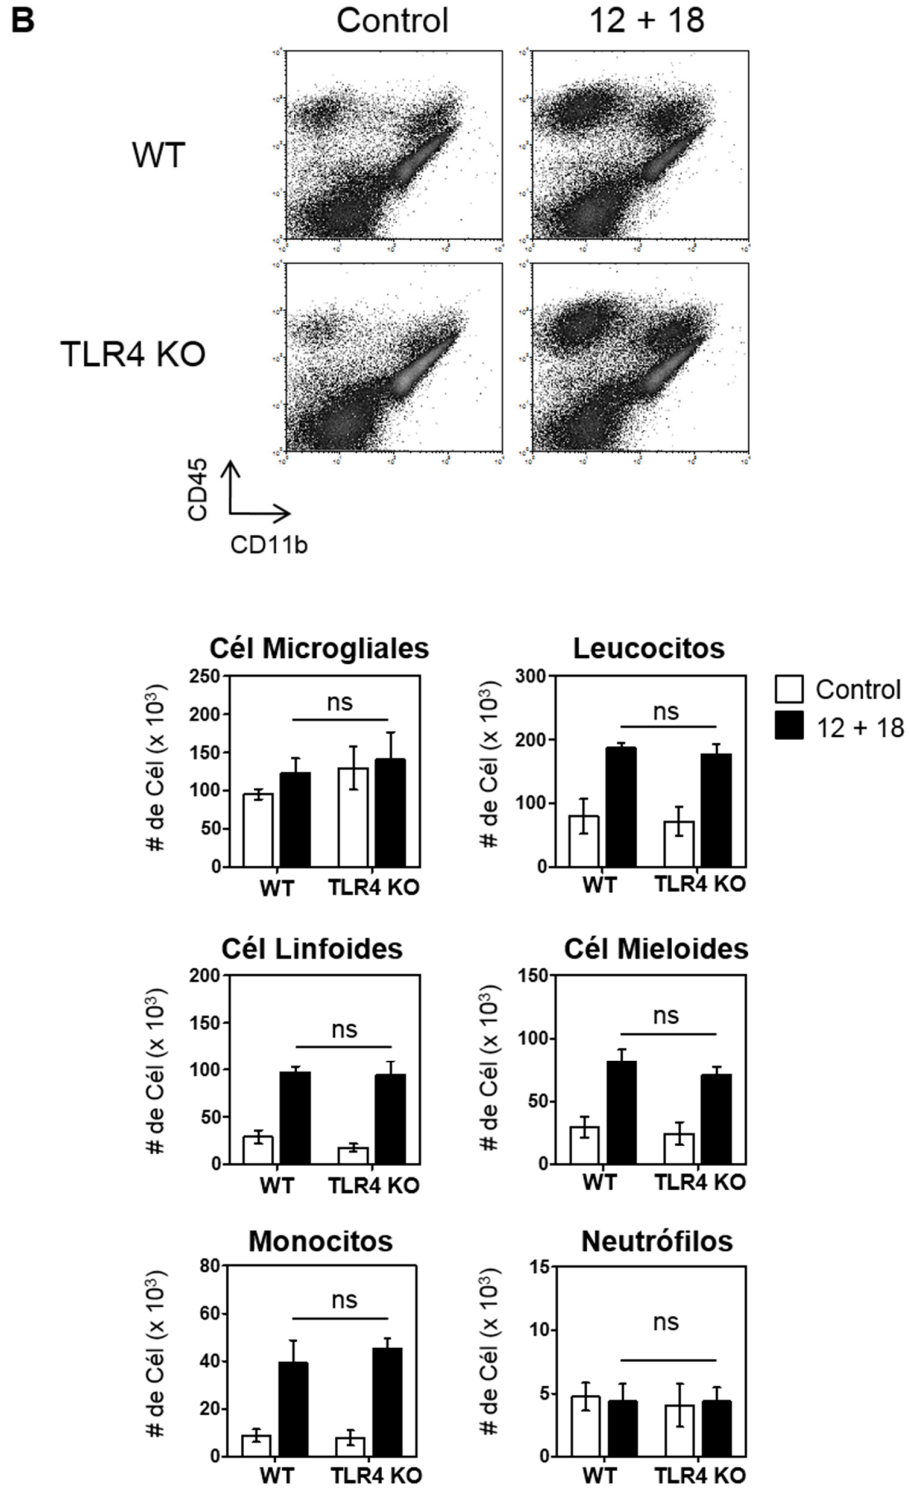 B
Control 12 + 18
WT
TLR4 KO
CD45
CD11b
Cél Microgliales
# de Cél (x 10³)
250
200
150
100
50
0
ns
WT TLR4 KO
Leucocitos
# de Cél (x 10³)
300
200
100
0
ns
WT TLR4 KO
Control
12 + 18
Cél Linfoides
# de Cél (x 10³)
200
150
100
50
0
ns
WT TLR4 KO
Cél Mieloides
# de Cél (x 10³)
150
100
50
0
ns
WT TLR4 KO
Monocitos
# de Cél (x 10³)
80
60
40
20
0
ns
WT TLR4 KO
Neutrófilos
# de Cél (x 10³)
15
10
5
0
ns
WT TLR4 KO